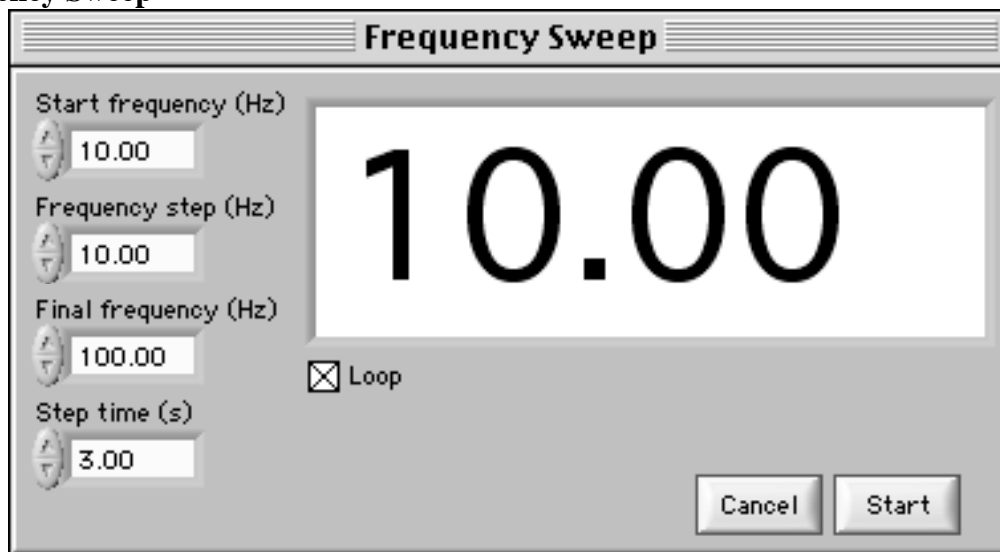 Frequency Sweep
Start frequency (Hz)
10.00
Frequency step (Hz)
10.00
Final frequency (Hz)
100.00
Step time (s)
3.00
10.00
Loop
Cancel
Start